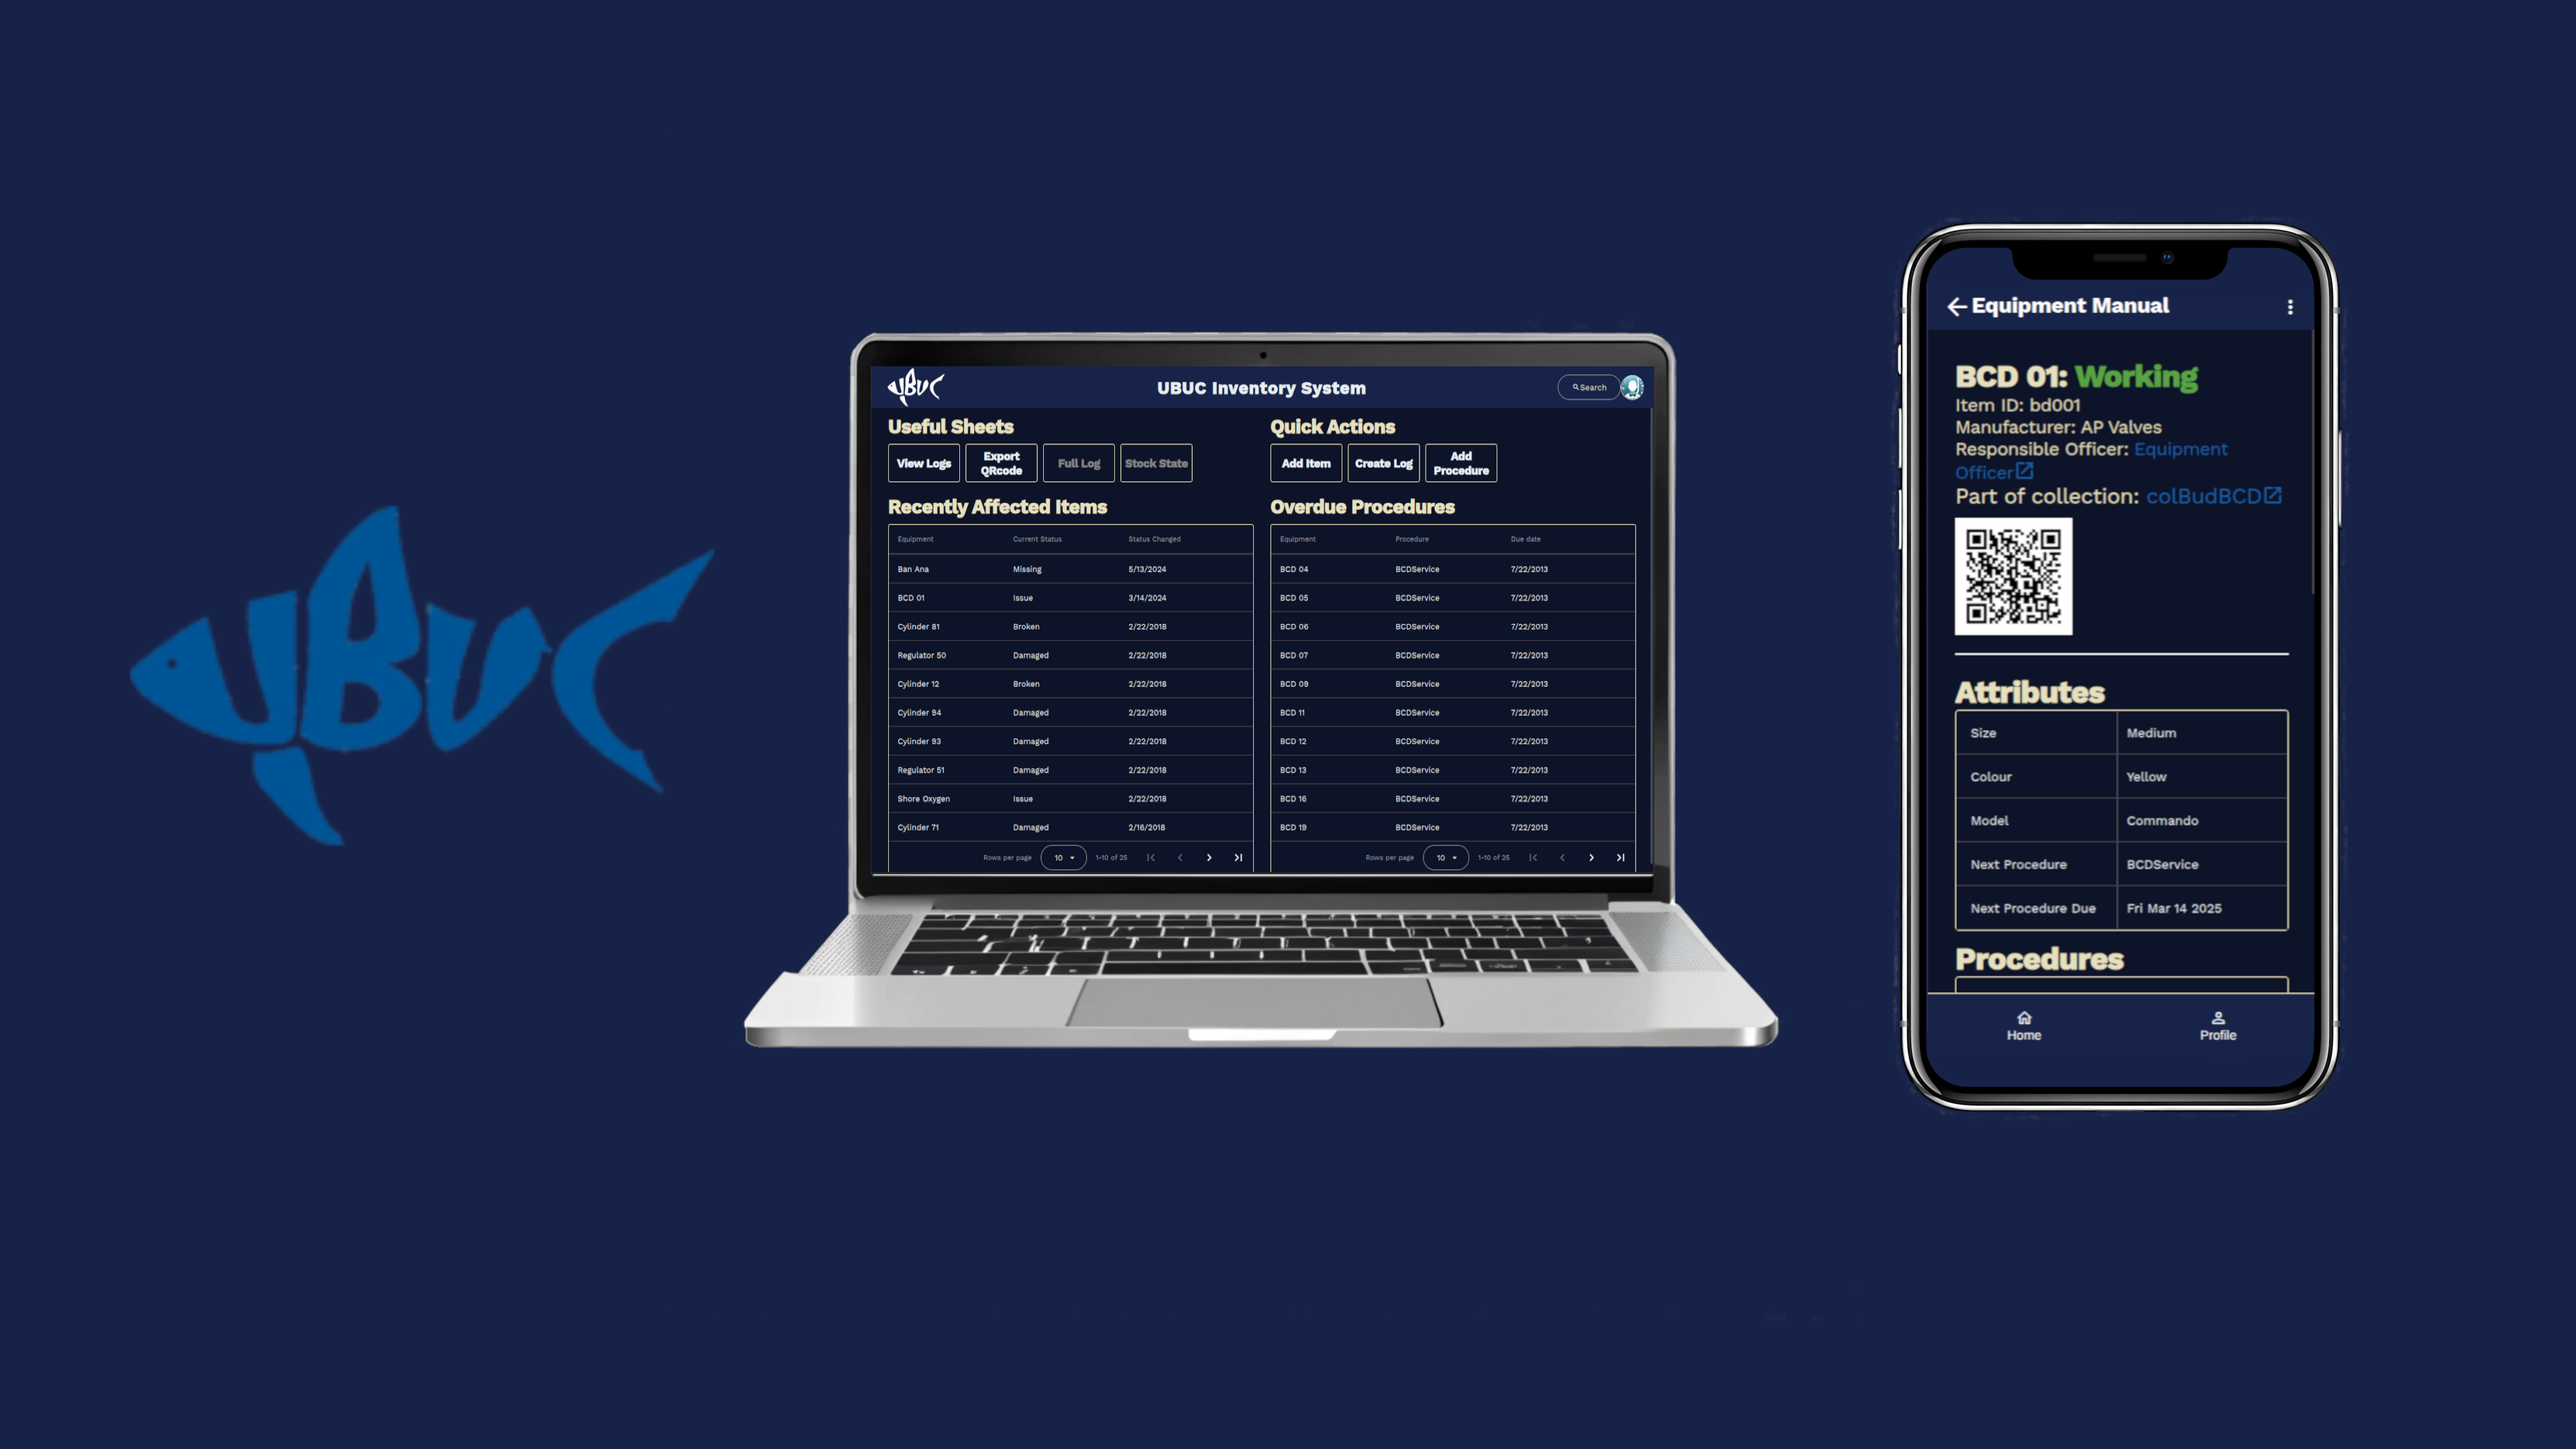 UBUC
UBUC
UBUC Inventory System
Search
Useful Sheets
View Logs
Export
QRcode
Full Log
Stock State
Quick Actions
Add Item
Create Log
Add
Procedure
Recently Affected Items
Equipment Current Status Status Changed
Ban Ana Missing 5/13/2024
BCD 01 Issue 3/14/2024
Cylinder 81 Broken 2/22/2018
Regulator 50 Damaged 2/22/2018
Cylinder 12 Broken 2/22/2018
Cylinder 94 Damaged 2/22/2018
Cylinder 93 Damaged 2/22/2018
Regulator 51 Damaged 2/22/2018
Shore Oxygen Issue 2/22/2018
Cylinder 71 Damaged 2/16/2018
Rows per page 10 1-10 of 25
Overdue Procedures
Equipment Procedure Due date
BCD 04 BCDService 7/22/2013
BCD 05 BCDService 7/22/2013
BCD 06 BCDService 7/22/2013
BCD 07 BCDService 7/22/2013
BCD 09 BCDService 7/22/2013
BCD 11 BCDService 7/22/2013
BCD 12 BCDService 7/22/2013
BCD 13 BCDService 7/22/2013
BCD 16 BCDService 7/22/2013
BCD 19 BCDService 7/22/2013
Rows per page 10 1-10 of 25
Equipment Manual
BCD 01: Working
Item ID: bd001
Manufacturer: AP Valves
Responsible Officer: Equipment
Officer
Part of collection: colBudBCD
Attributes
Size Medium
Colour Yellow
Model Commando
Next Procedure BCDService
Next Procedure Due Fri Mar 14 2025
Procedures
Home Profile